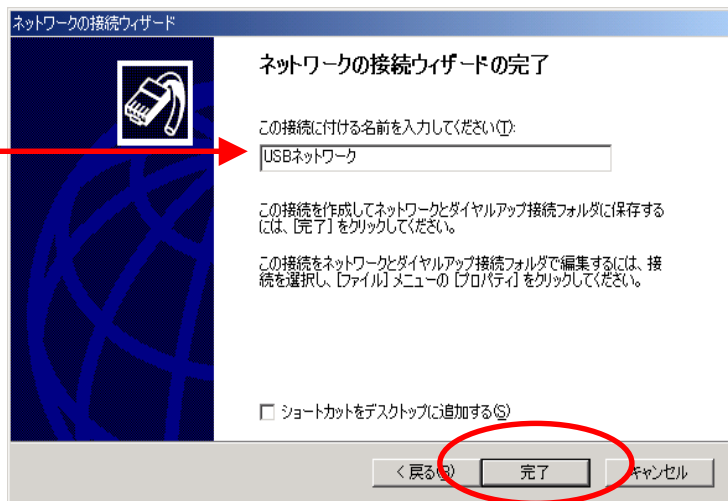 ネットワークの接続ウィザード
ネットワークの接続ウィザードの完了
この接続に付ける名前を入力してください(T):
USBネットワーク
この接続を作成してネットワークとダイヤルアップ接続フォルダに保存する
には、[完了] をクリックしてください。
この接続をネットワークとダイヤルアップ接続フォルダで編集するには、接
続を選択し、[ファイル] メニューの [プロパティ] をクリックしてください。
ショートカットをデスクトップに追加する(S)
< 戻る(B) 完了 キャンセル